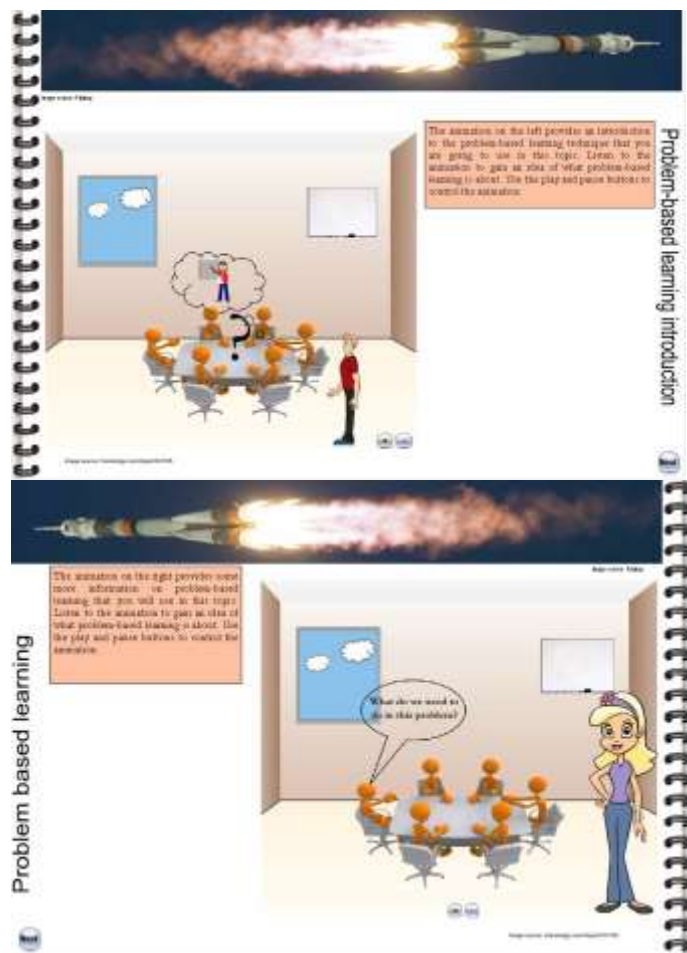 The animation on the left provides an introduction
to the problem-based learning technique that you
are going to use in this topic. Listen to the
animation to gain an idea of what problem-based
learning is about. Use the play and pause buttons to
control the animation.
Problem-based learning introduction
?
Next
The animation on the right provides some
more information on problem-based
learning that you will use in this topic.
Listen to the animation to gain an idea of
what problem-based learning is about. Use
the play and pause buttons to control the
animation.
Problem based learning
What do we need to
do in this problem?
Next